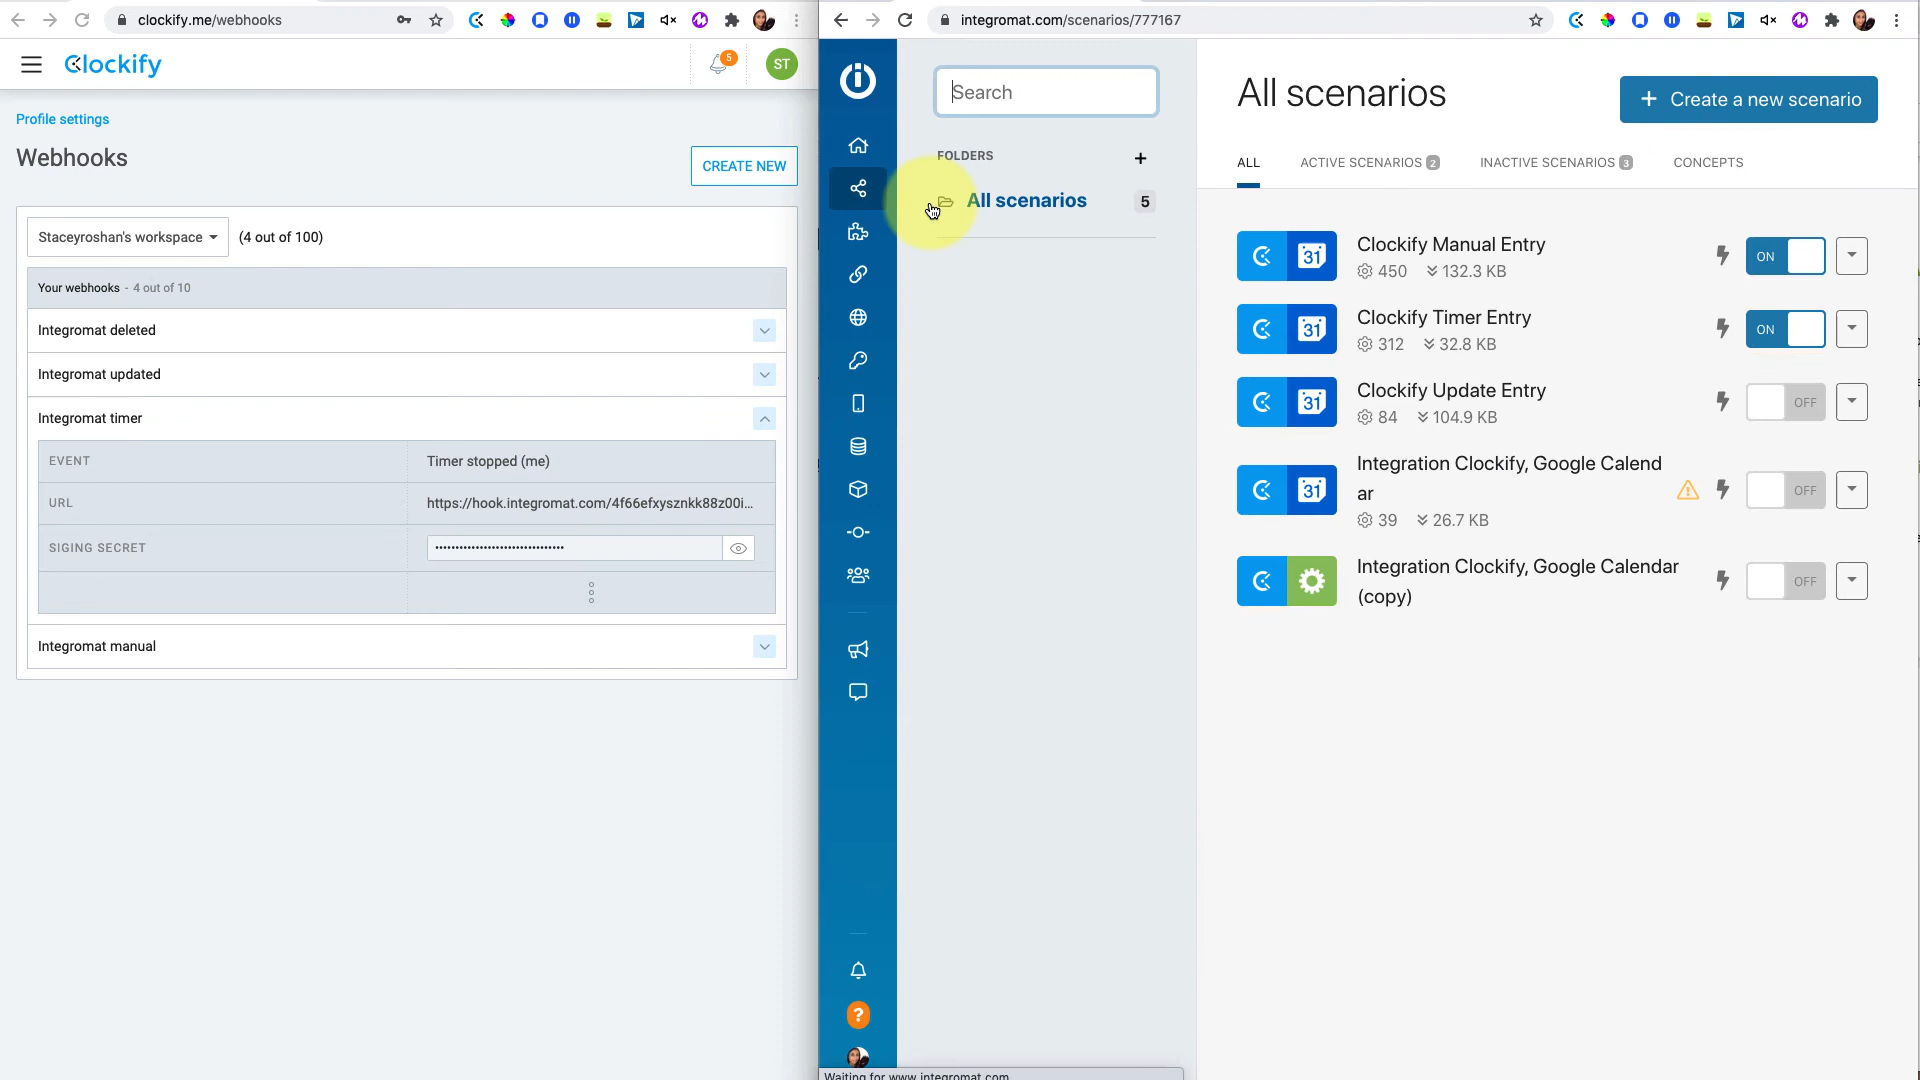 clockify.me/webhooks
Clockify
5
ST
Profile settings
Webhooks
CREATE NEW
Staceyroshan's workspace
(4 out of 100)
Your webhooks - 4 out of 10
Integromat deleted
Integromat updated
Integromat timer
EVENT
Timer stopped (me)
URL
https://hook.integromat.com/4f66efxysznkk88z00i...
SIGING SECRET
••••••••••••••••••••••••••••••••
Integromat manual
integromat.com/scenarios/777167
Search
FOLDERS
+
All scenarios
5
?
Waiting for www.integromat.com
All scenarios
+ Create a new scenario
ALL
ACTIVE SCENARIOS 2
INACTIVE SCENARIOS 3
CONCEPTS
31
Clockify Manual Entry
450
132.3 KB
ON
31
Clockify Timer Entry
312
32.8 KB
ON
31
Clockify Update Entry
84
104.9 KB
OFF
31
Integration Clockify, Google Calend
ar
39
26.7 KB
OFF
Integration Clockify, Google Calendar
(copy)
OFF